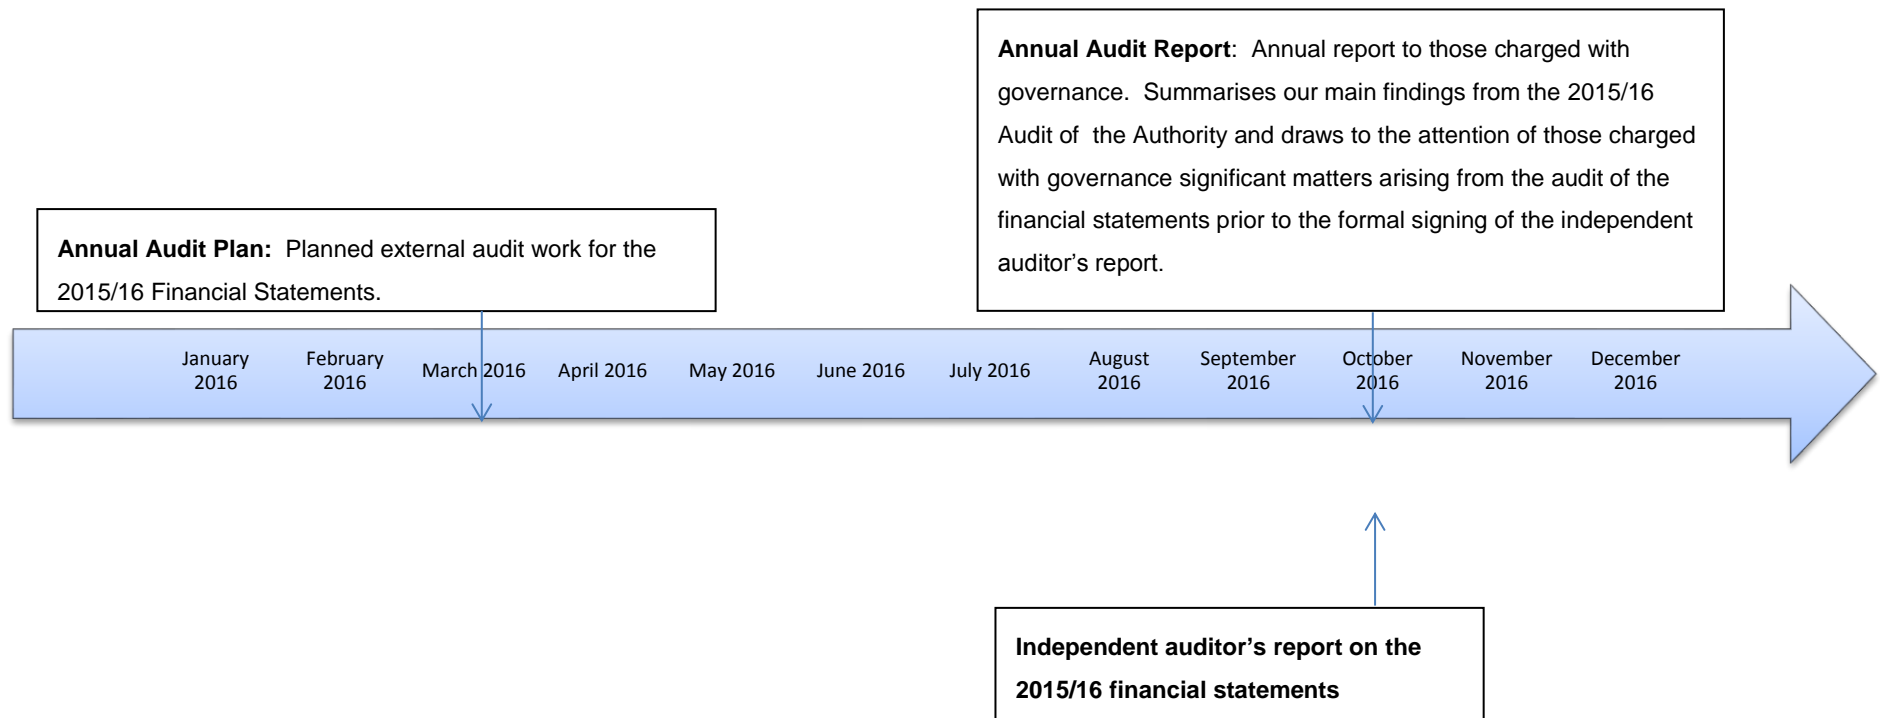 Annual Audit Report:  Annual report to those charged with
governance.  Summarises our main findings from the 2015/16
Audit of  the Authority and draws to the attention of those charged
with governance significant matters arising from the audit of the
financial statements prior to the formal signing of the independent
auditor’s report.
Annual Audit Plan:  Planned external audit work for the
2015/16 Financial Statements.
January
2016
February
2016
March 2016
April 2016
May 2016
June 2016
July 2016
August
2016
September
2016
October
2016
November
2016
December
2016
Independent auditor’s report on the
2015/16 financial statements